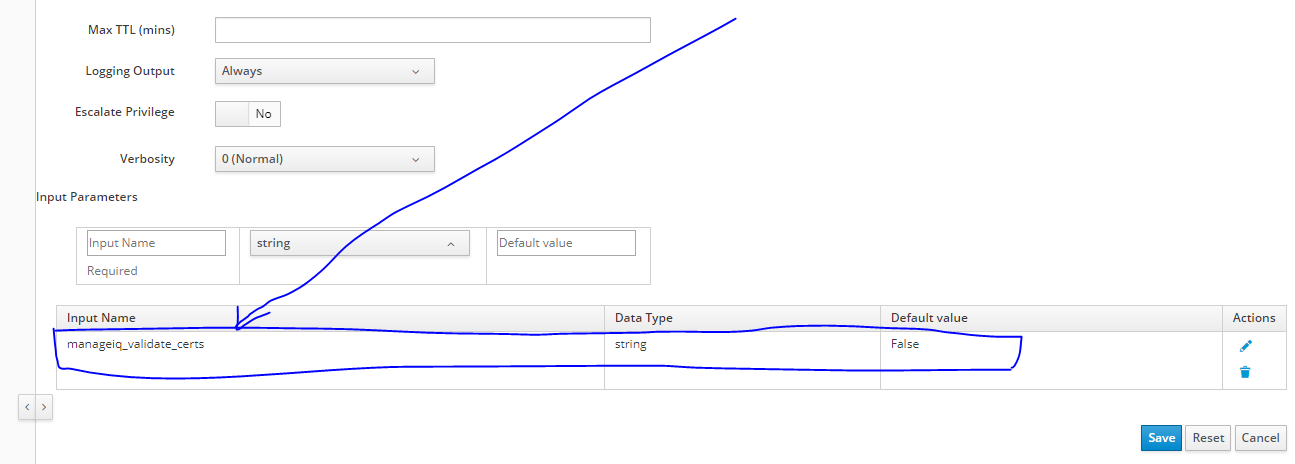 Max TTL (mins)
Logging Output Always
Escalate Privilege No
Verbosity 0 (Normal)
Input Parameters
Input Name string Default value
Required
Input Name Data Type Default value Actions
manageiq_validate_certs string False
Save Reset Cancel